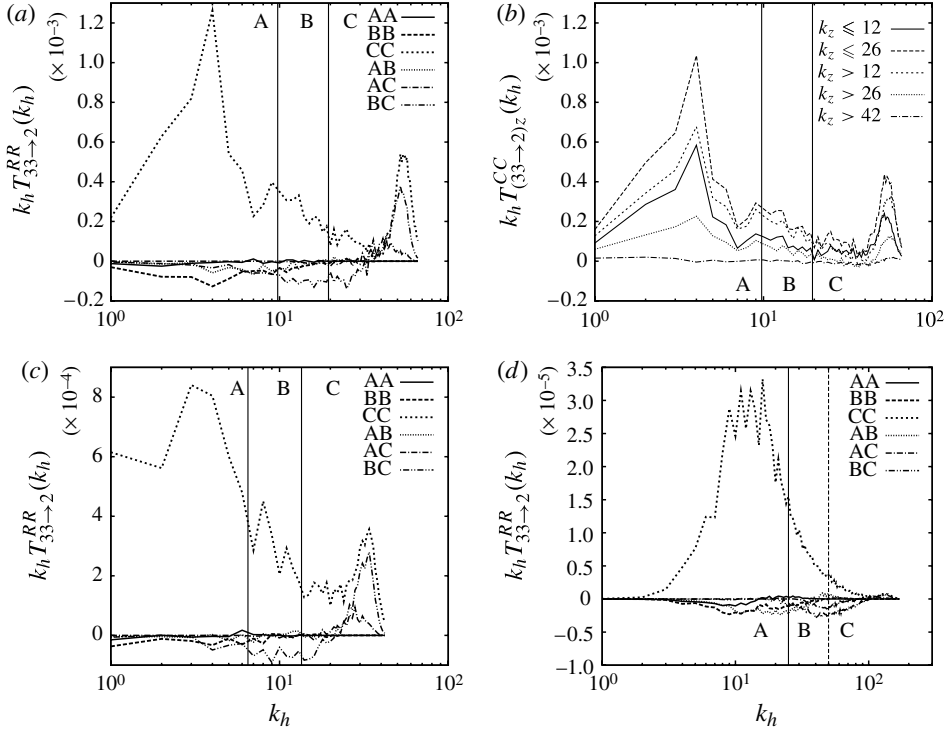 (a)
k_h T^{RR}_{33→2}(k_h)
(× 10⁻³)
1.2
1.0
0.8
0.6
0.4
0.2
0
−0.2
10⁰
10¹
10²
A
B
C
AA
BB
CC
AB
AC
BC
(b)
k_h T^{CC}_{(33→2)z}(k_h)
(× 10⁻³)
1.2
1.0
0.8
0.6
0.4
0.2
0
−0.2
10⁰
10¹
10²
k_z ⩽ 12
k_z ⩽ 26
k_z > 12
k_z > 26
k_z > 42
A
B
C
(c)
k_h T^{RR}_{33→2}(k_h)
(× 10⁻⁴)
8
6
4
2
0
10⁰
10¹
10²
k_h
A
B
C
AA
BB
CC
AB
AC
BC
(d)
k_h T^{RR}_{33→2}(k_h)
(× 10⁻⁵)
3.5
3.0
2.5
2.0
1.5
1.0
0.5
0
−0.5
−1.0
10⁰
10¹
10²
k_h
AA
BB
CC
AB
AC
BC
A
B
C